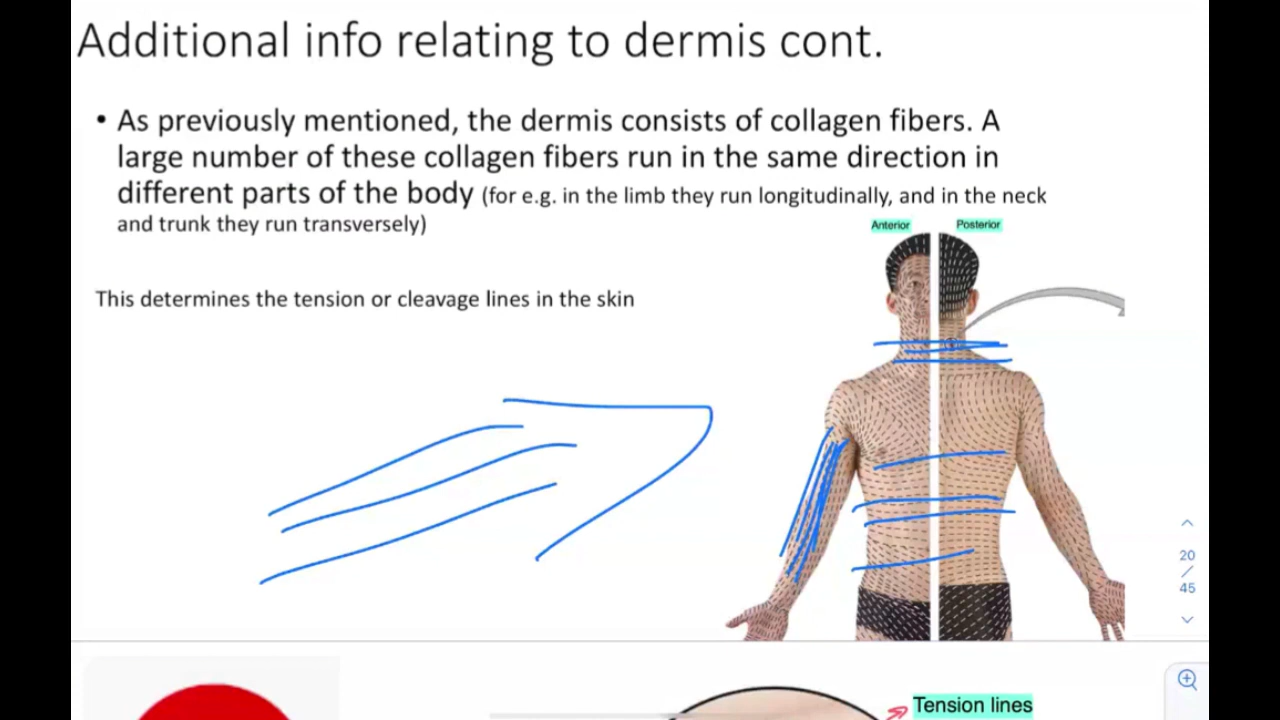 Additional info relating to dermis cont.
• As previously mentioned, the dermis consists of collagen fibers. A
large number of these collagen fibers run in the same direction in
different parts of the body (for e.g. in the limb they run longitudinally, and in the neck
and trunk they run transversely)
Anterior
Posterior
This determines the tension or cleavage lines in the skin
20
/
45
Tension lines